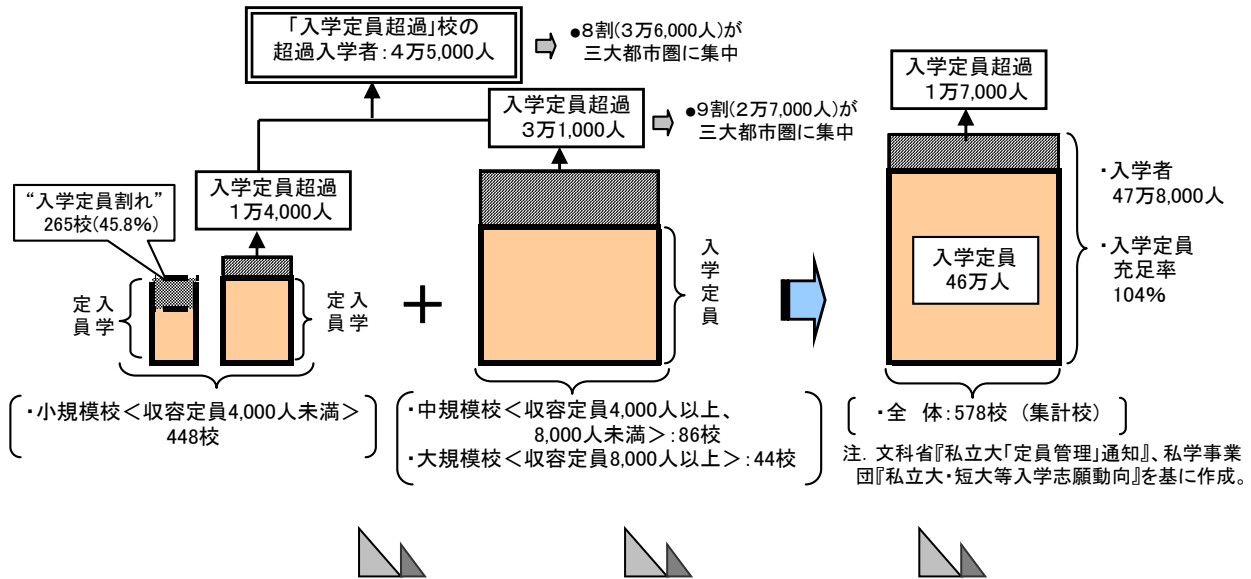 「入学定員超過」校の
超過入学者：4万5,000人
●8割(3万6,000人)が
三大都市圏に集中
入学定員超過
3万1,000人
●9割(2万7,000人)が
三大都市圏に集中
入学定員超過
1万7,000人
“入学定員割れ”
265校(45.8%)
入学定員超過
1万4,000人
定員
入学
定員
入学
＋
入学定員
入学定員
46万人
・入学者
47万8,000人
・入学定員
充足率
104%
・小規模校＜収容定員4,000人未満＞
448校
・中規模校＜収容定員4,000人以上、
8,000人未満＞：86校
・大規模校＜収容定員8,000人以上＞：44校
・全　体：578校 (集計校)
注. 文科省『私立大「定員管理」通知』、私学事業
団『私立大・短大等入学志願動向』を基に作成。